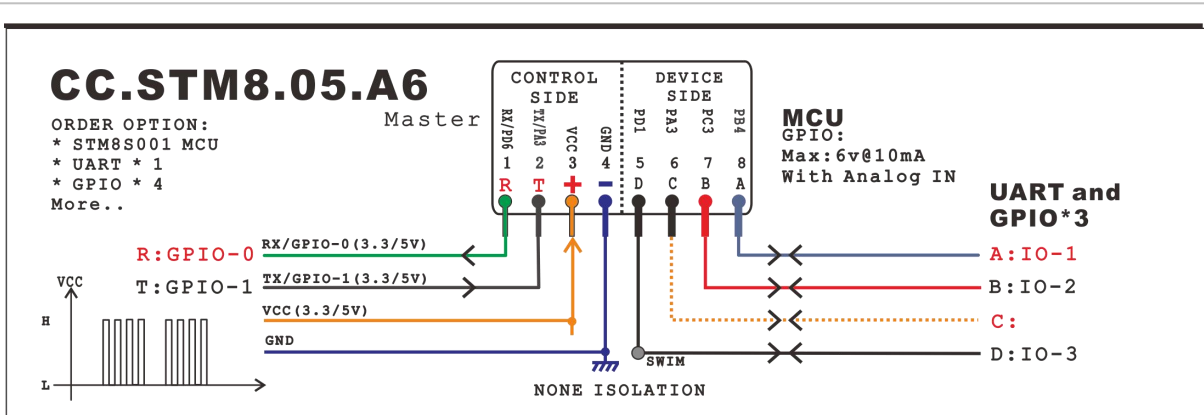 CC.STM8.05.A6
ORDER OPTION:
* STM8S001 MCU
* UART * 1
* GPIO * 4
More..
Master
CONTROL
SIDE
DEVICE
SIDE
RX/PD6
TX/PA3
VCC
GND
PD1
PA3
PC3
PB4
1 2 3 4 5 6 7 8
R T + - D C B A
MCU
GPIO:
Max:6v@10mA
With Analog IN
UART and
GPIO*3
R:GPIO-0
RX/GPIO-0(3.3/5V)
T:GPIO-1
TX/GPIO-1(3.3/5V)
VCC(3.3/5V)
GND
VCC
H
L
A:IO-1
B:IO-2
C:
D:IO-3
SWIM
NONE ISOLATION